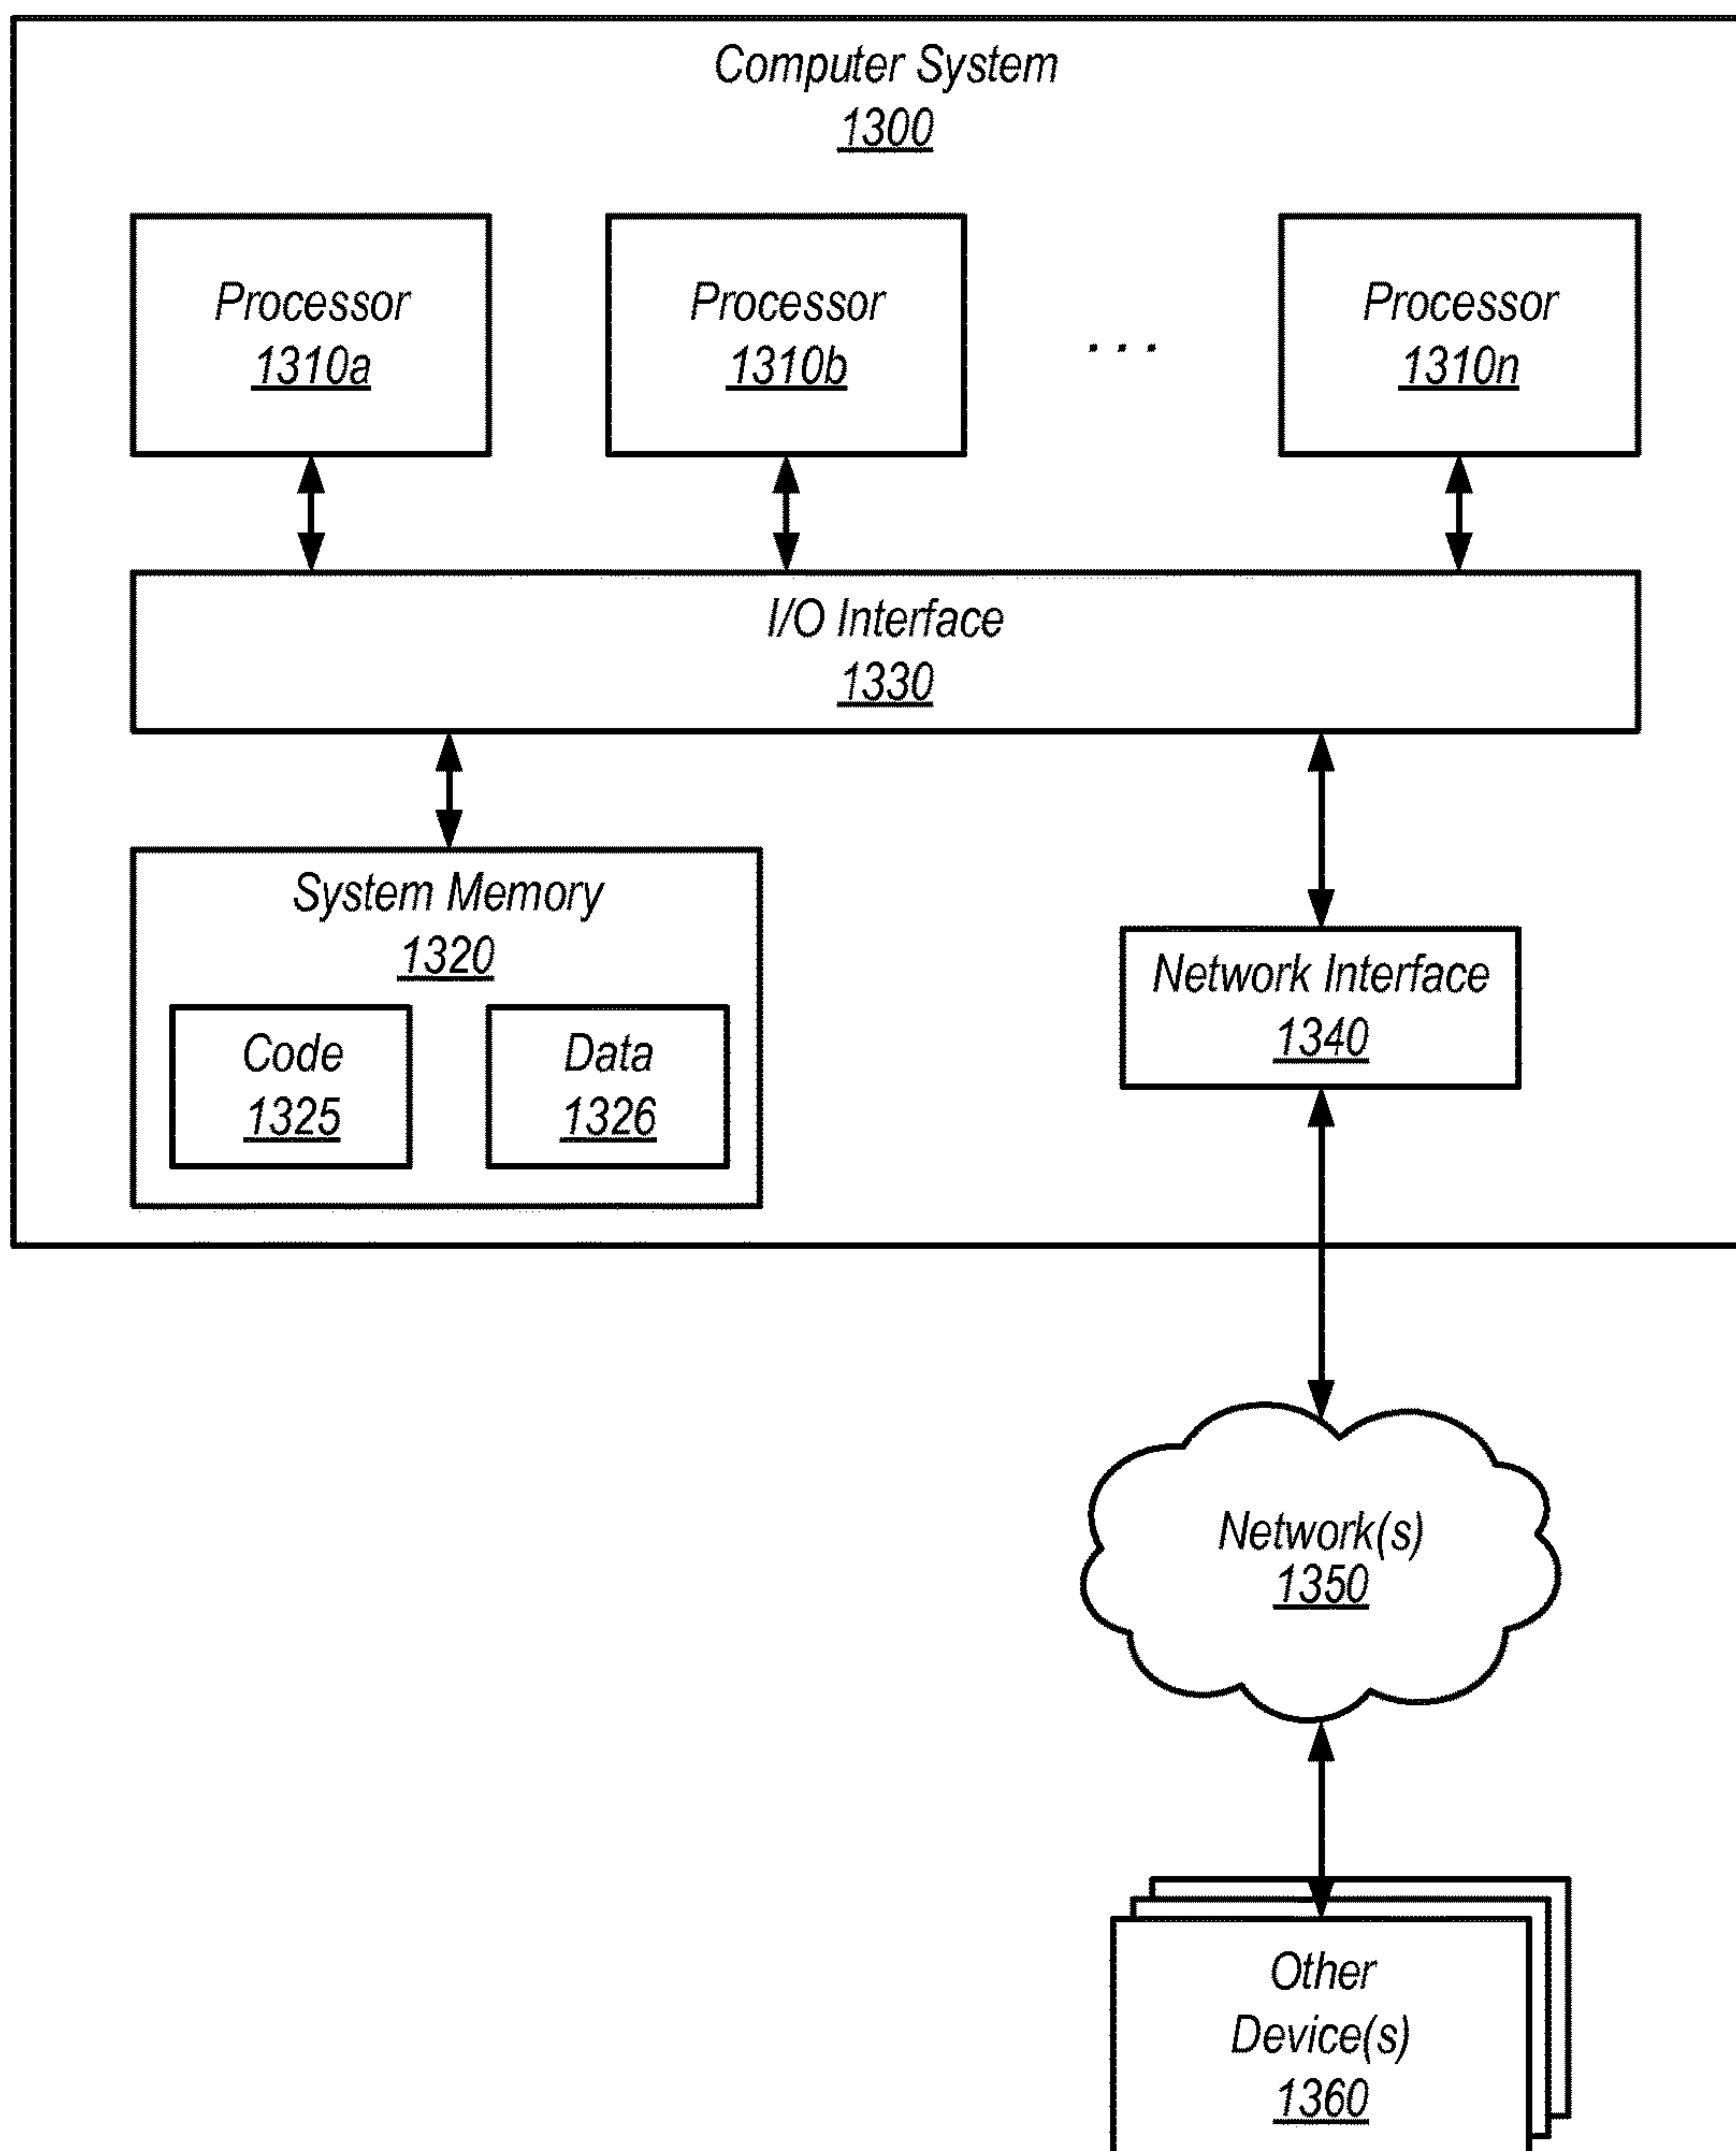 Computer System
1300
Processor
1310a
Processor
1310b
. . .
Processor
1310n
I/O Interface
1330
System Memory
1320
Code
1325
Data
1326
Network Interface
1340
Network(s)
1350
Other
Device(s)
1360